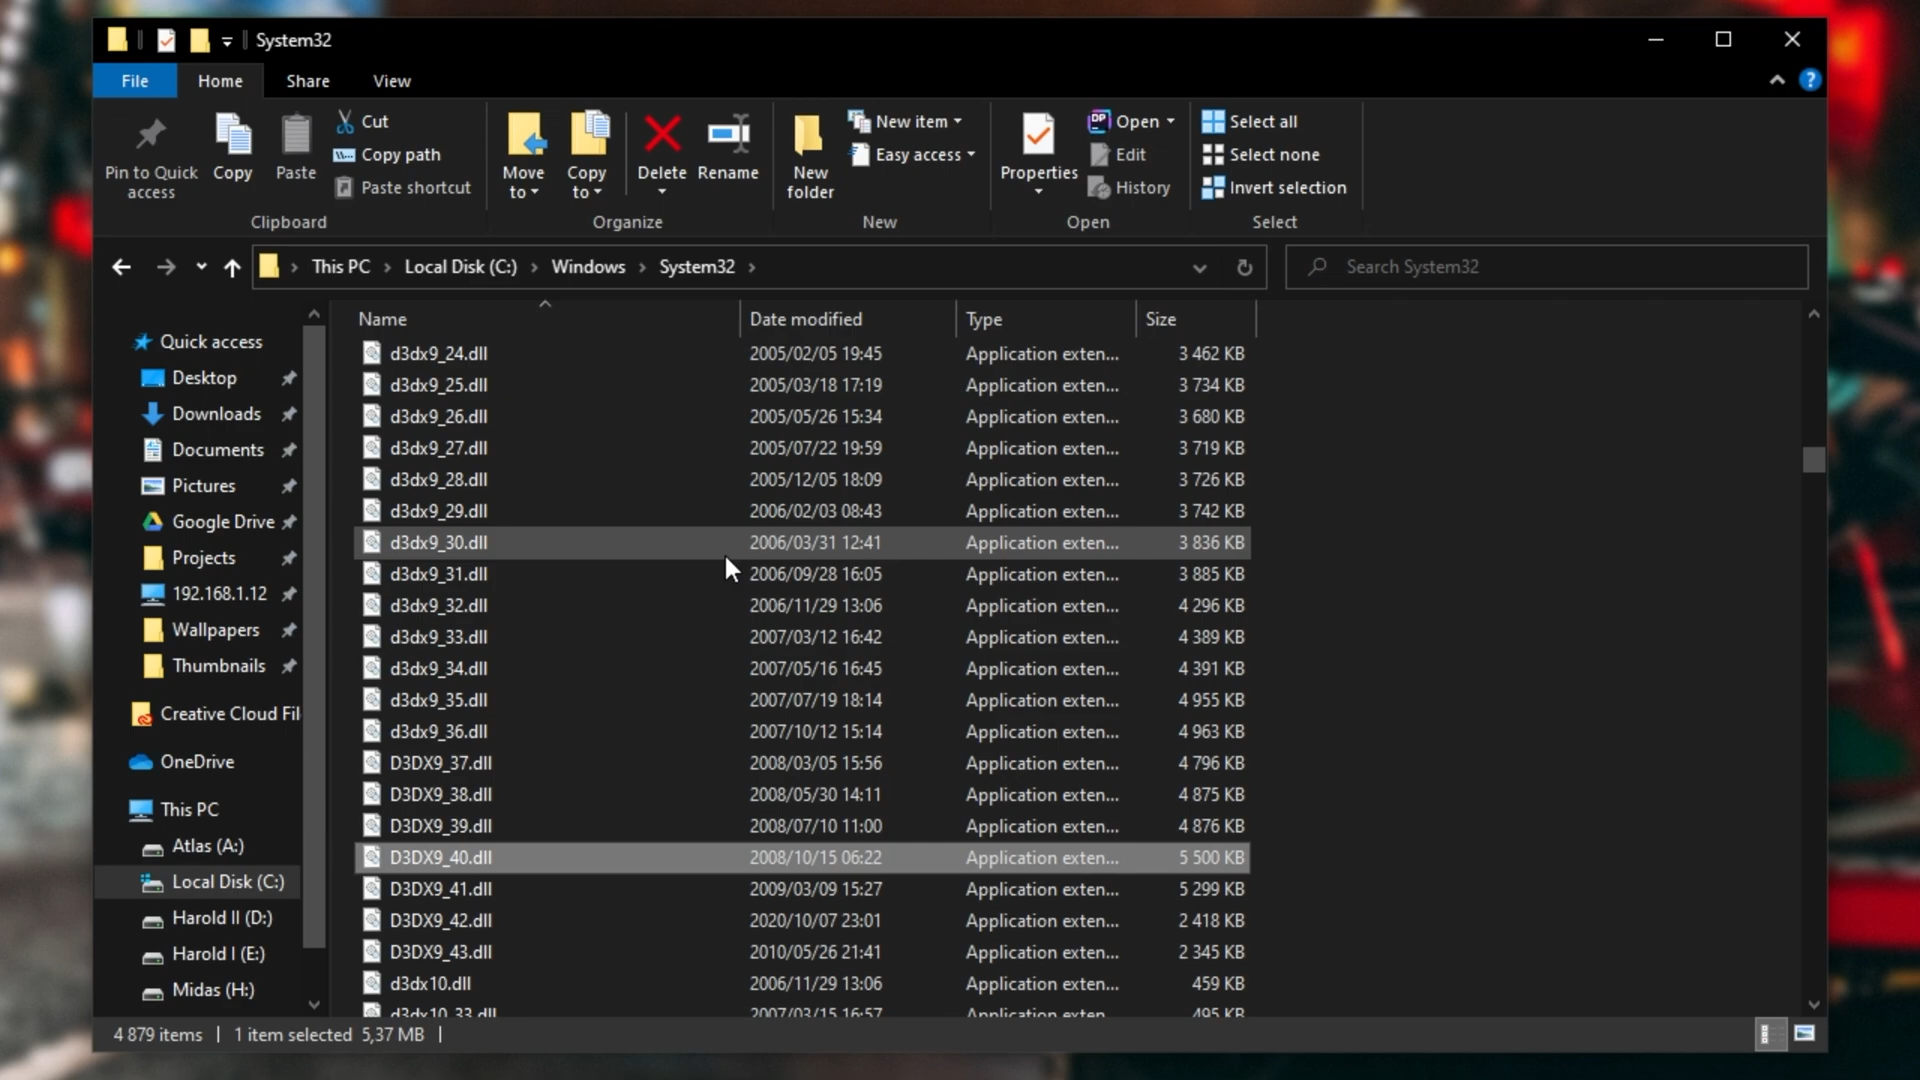 System32
File Home Share View
Pin to Quick access
Copy
Paste
Cut
Copy path
Paste shortcut
Clipboard
Move to
Copy to
Delete
Rename
Organize
New folder
New item
Easy access
New
Properties
Open
Edit
History
Open
Select all
Select none
Invert selection
Select
This PC › Local Disk (C:) › Windows › System32 ›
Search System32
Quick access
Desktop
Downloads
Documents
Pictures
Google Drive
Projects
192.168.1.12
Wallpapers
Thumbnails
Creative Cloud Fil
OneDrive
This PC
Atlas (A:)
Local Disk (C:)
Harold II (D:)
Harold I (E:)
Midas (H:)
Name Date modified Type Size
d3dx9_24.dll 2005/02/05 19:45 Application exten... 3 462 KB
d3dx9_25.dll 2005/03/18 17:19 Application exten... 3 734 KB
d3dx9_26.dll 2005/05/26 15:34 Application exten... 3 680 KB
d3dx9_27.dll 2005/07/22 19:59 Application exten... 3 719 KB
d3dx9_28.dll 2005/12/05 18:09 Application exten... 3 726 KB
d3dx9_29.dll 2006/02/03 08:43 Application exten... 3 742 KB
d3dx9_30.dll 2006/03/31 12:41 Application exten... 3 836 KB
d3dx9_31.dll 2006/09/28 16:05 Application exten... 3 885 KB
d3dx9_32.dll 2006/11/29 13:06 Application exten... 4 296 KB
d3dx9_33.dll 2007/03/12 16:42 Application exten... 4 389 KB
d3dx9_34.dll 2007/05/16 16:45 Application exten... 4 391 KB
d3dx9_35.dll 2007/07/19 18:14 Application exten... 4 955 KB
d3dx9_36.dll 2007/10/12 15:14 Application exten... 4 963 KB
D3DX9_37.dll 2008/03/05 15:56 Application exten... 4 796 KB
D3DX9_38.dll 2008/05/30 14:11 Application exten... 4 875 KB
D3DX9_39.dll 2008/07/10 11:00 Application exten... 4 876 KB
D3DX9_40.dll 2008/10/15 06:22 Application exten... 5 500 KB
D3DX9_41.dll 2009/03/09 15:27 Application exten... 5 299 KB
D3DX9_42.dll 2020/10/07 23:01 Application exten... 2 418 KB
D3DX9_43.dll 2010/05/26 21:41 Application exten... 2 345 KB
d3dx10.dll 2006/11/29 13:06 Application exten... 459 KB
d3dx10_33.dll 2007/03/15 16:57 Application exten... 495 KB
4 879 items | 1 item selected 5,37 MB |